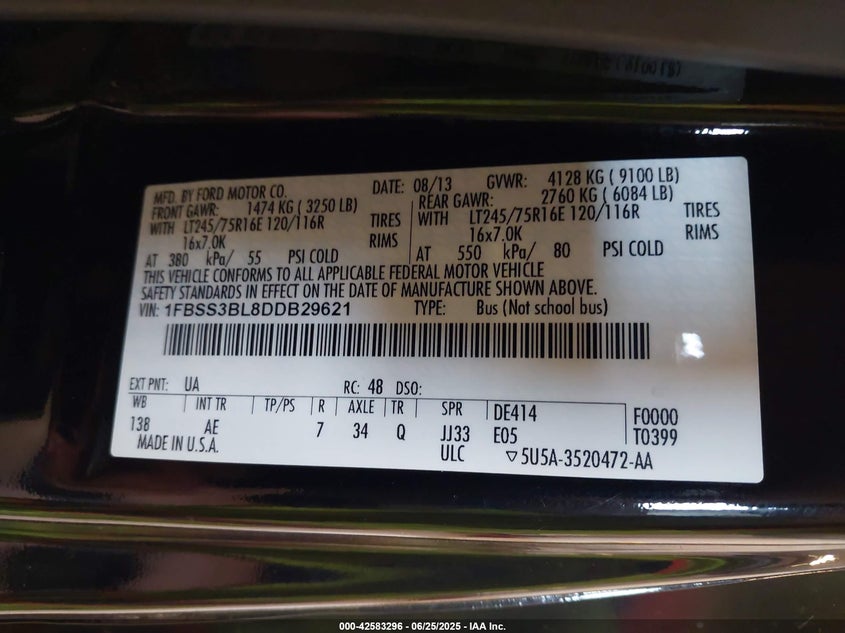 MFD. BY FORD MOTOR CO.
DATE: 08/13 GVWR: 4128 KG ( 9100 LB)
FRONT GAWR: 1474 KG ( 3250 LB)
REAR GAWR: 2760 KG ( 6084 LB)
WITH LT245/75R16E 120/116R TIRES
WITH LT245/75R16E 120/116R TIRES
16x7.0K RIMS
16x7.0K RIMS
AT 380 kPa/ 55 PSI COLD
AT 550 kPa/ 80 PSI COLD
THIS VEHICLE CONFORMS TO ALL APPLICABLE FEDERAL MOTOR VEHICLE
SAFETY STANDARDS IN EFFECT ON THE DATE OF MANUFACTURE SHOWN ABOVE.
VIN: 1FBSS3BL8DDB29621 TYPE: Bus (Not school bus)
EXT PNT: UA RC: 48 DSO:
WB INT TR TP/PS R AXLE TR SPR DE414 F0000
138 AE 7 34 Q JJ33 E05 T0399
MADE IN U.S.A. ULC ▽5U5A-3520472-AA
000-42583296 - 06/25/2025 - IAA Inc.